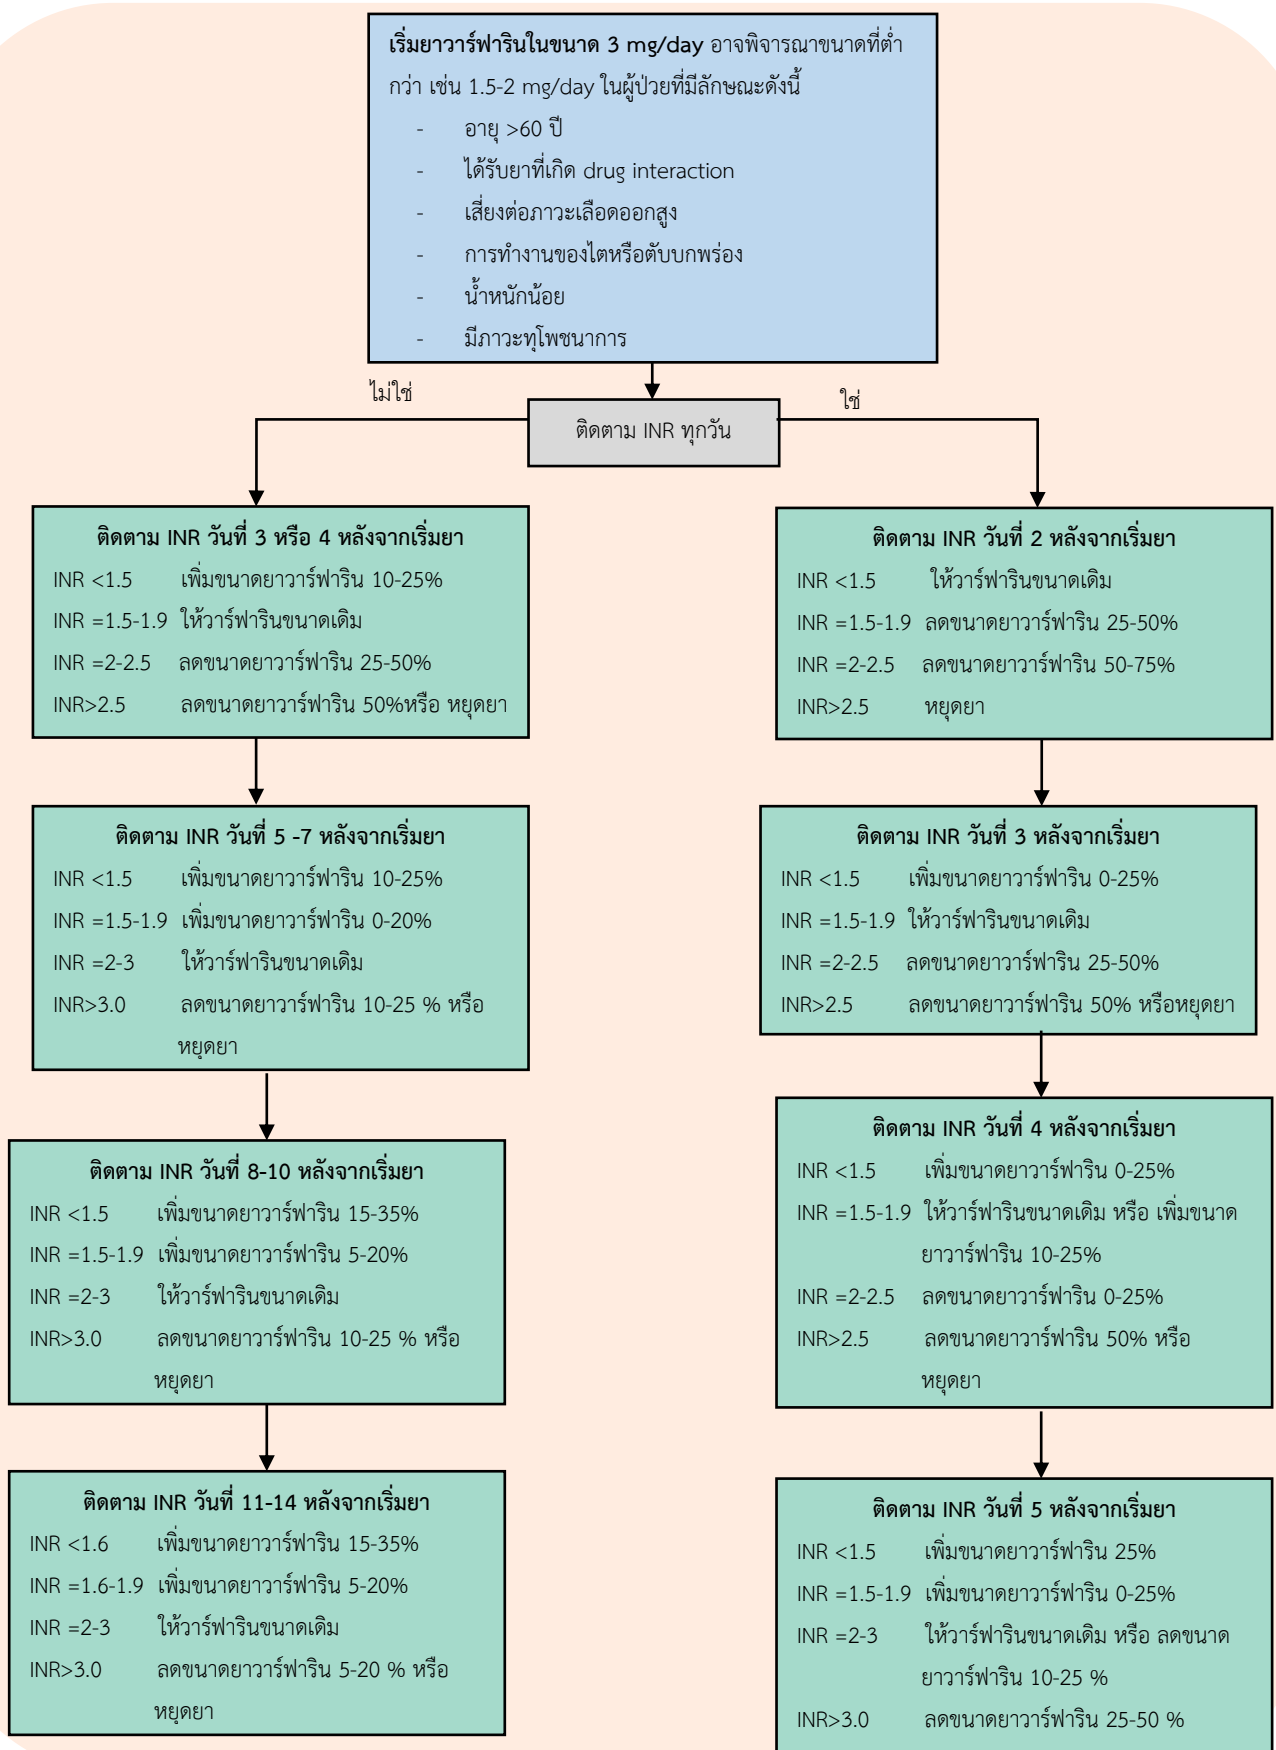 เริ่มยาวาร์ฟารินในขนาด 3 mg/day อาจพิจารณาขนาดที่ต่ำ
กว่า เช่น 1.5-2 mg/day ในผู้ป่วยที่มีลักษณะดังนี้
- อายุ >60 ปี
- ได้รับยาที่เกิด drug interaction
- เสี่ยงต่อภาวะเลือดออกสูง
- การทำงานของไตหรือตับบกพร่อง
- น้ำหนักน้อย
- มีภาวะทุโพชนาการ
ไม่ใช่
ใช่
ติดตาม INR ทุกวัน
ติดตาม INR วันที่ 3 หรือ 4 หลังจากเริ่มยา
INR <1.5 เพิ่มขนาดยาวาร์ฟาริน 10-25%
INR =1.5-1.9 ให้วาร์ฟารินขนาดเดิม
INR =2-2.5 ลดขนาดยาวาร์ฟาริน 25-50%
INR>2.5 ลดขนาดยาวาร์ฟาริน 50%หรือ หยุดยา
ติดตาม INR วันที่ 5 -7 หลังจากเริ่มยา
INR <1.5 เพิ่มขนาดยาวาร์ฟาริน 10-25%
INR =1.5-1.9 เพิ่มขนาดยาวาร์ฟาริน 0-20%
INR =2-3 ให้วาร์ฟารินขนาดเดิม
INR>3.0 ลดขนาดยาวาร์ฟาริน 10-25 % หรือ
หยุดยา
ติดตาม INR วันที่ 8-10 หลังจากเริ่มยา
INR <1.5 เพิ่มขนาดยาวาร์ฟาริน 15-35%
INR =1.5-1.9 เพิ่มขนาดยาวาร์ฟาริน 5-20%
INR =2-3 ให้วาร์ฟารินขนาดเดิม
INR>3.0 ลดขนาดยาวาร์ฟาริน 10-25 % หรือ
หยุดยา
ติดตาม INR วันที่ 11-14 หลังจากเริ่มยา
INR <1.6 เพิ่มขนาดยาวาร์ฟาริน 15-35%
INR =1.6-1.9 เพิ่มขนาดยาวาร์ฟาริน 5-20%
INR =2-3 ให้วาร์ฟารินขนาดเดิม
INR>3.0 ลดขนาดยาวาร์ฟาริน 5-20 % หรือ
หยุดยา
ติดตาม INR วันที่ 2 หลังจากเริ่มยา
INR <1.5 ให้วาร์ฟารินขนาดเดิม
INR =1.5-1.9 ลดขนาดยาวาร์ฟาริน 25-50%
INR =2-2.5 ลดขนาดยาวาร์ฟาริน 50-75%
INR>2.5 หยุดยา
ติดตาม INR วันที่ 3 หลังจากเริ่มยา
INR <1.5 เพิ่มขนาดยาวาร์ฟาริน 0-25%
INR =1.5-1.9 ให้วาร์ฟารินขนาดเดิม
INR =2-2.5 ลดขนาดยาวาร์ฟาริน 25-50%
INR>2.5 ลดขนาดยาวาร์ฟาริน 50% หรือหยุดยา
ติดตาม INR วันที่ 4 หลังจากเริ่มยา
INR <1.5 เพิ่มขนาดยาวาร์ฟาริน 0-25%
INR =1.5-1.9 ให้วาร์ฟารินขนาดเดิม หรือ เพิ่มขนาด
ยาวาร์ฟาริน 10-25%
INR =2-2.5 ลดขนาดยาวาร์ฟาริน 0-25%
INR>2.5 ลดขนาดยาวาร์ฟาริน 50% หรือ
หยุดยา
ติดตาม INR วันที่ 5 หลังจากเริ่มยา
INR <1.5 เพิ่มขนาดยาวาร์ฟาริน 25%
INR =1.5-1.9 เพิ่มขนาดยาวาร์ฟาริน 0-25%
INR =2-3 ให้วาร์ฟารินขนาดเดิม หรือ ลดขนาด
ยาวาร์ฟาริน 10-25 %
INR>3.0 ลดขนาดยาวาร์ฟาริน 25-50 %